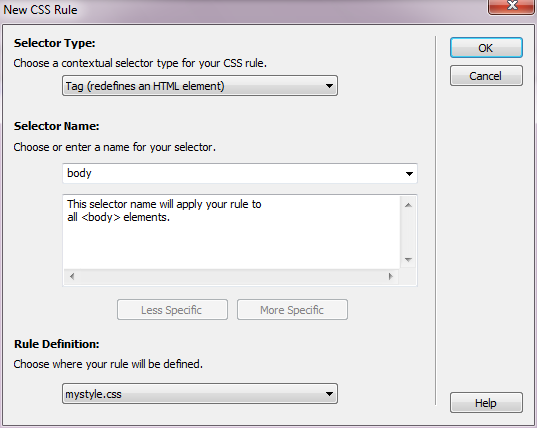 New CSS Rule
Selector Type:
Choose a contextual selector type for your CSS rule.
Tag (redefines an HTML element)
Selector Name:
Choose or enter a name for your selector.
body
This selector name will apply your rule to
all <body> elements.
Less Specific
More Specific
Rule Definition:
Choose where your rule will be defined.
mystyle.css
OK
Cancel
Help